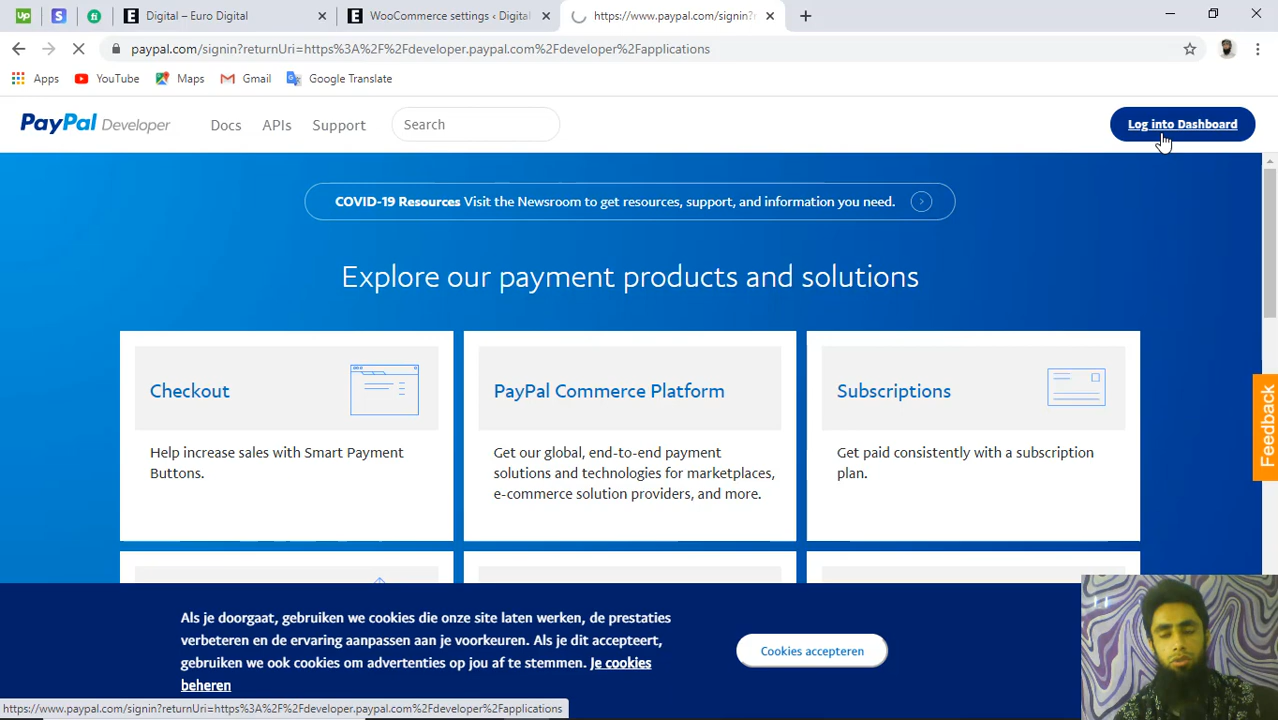 Digital – Euro Digital
WooCommerce settings ‹ Digital
https://www.paypal.com/signin?
paypal.com/signin?returnUri=https%3A%2F%2Fdeveloper.paypal.com%2Fdeveloper%2Fapplications
Apps YouTube Maps Gmail Google Translate
PayPal Developer Docs APIs Support Search Log into Dashboard
COVID-19 Resources Visit the Newsroom to get resources, support, and information you need.
Explore our payment products and solutions
Checkout
Help increase sales with Smart Payment
Buttons.
PayPal Commerce Platform
Get our global, end-to-end payment
solutions and technologies for marketplaces,
e-commerce solution providers, and more.
Subscriptions
Get paid consistently with a subscription
plan.
Feedback
Als je doorgaat, gebruiken we cookies die onze site laten werken, de prestaties
verbeteren en de ervaring aanpassen aan je voorkeuren. Als je dit accepteert,
gebruiken we ook cookies om advertenties op jou af te stemmen. Je cookies
beheren
Cookies accepteren
https://www.paypal.com/signin?returnUri=https%3A%2F%2Fdeveloper.paypal.com%2Fdeveloper%2Fapplications